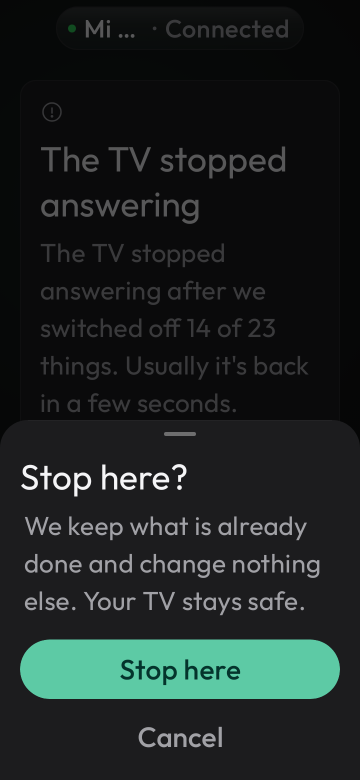 Mi ... · Connected
The TV stopped
answering
The TV stopped
answering after we
switched off 14 of 23
things. Usually it's back
in a few seconds.
Stop here?
We keep what is already
done and change nothing
else. Your TV stays safe.
Stop here
Cancel